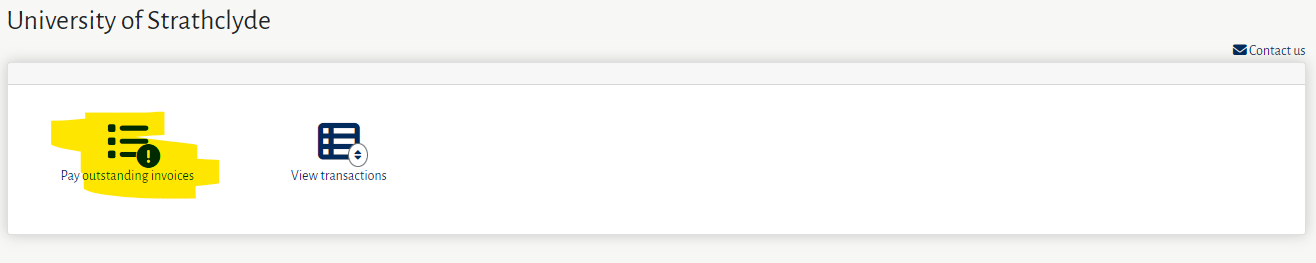 University of Strathclyde
Contact us
Pay outstanding invoices
View transactions